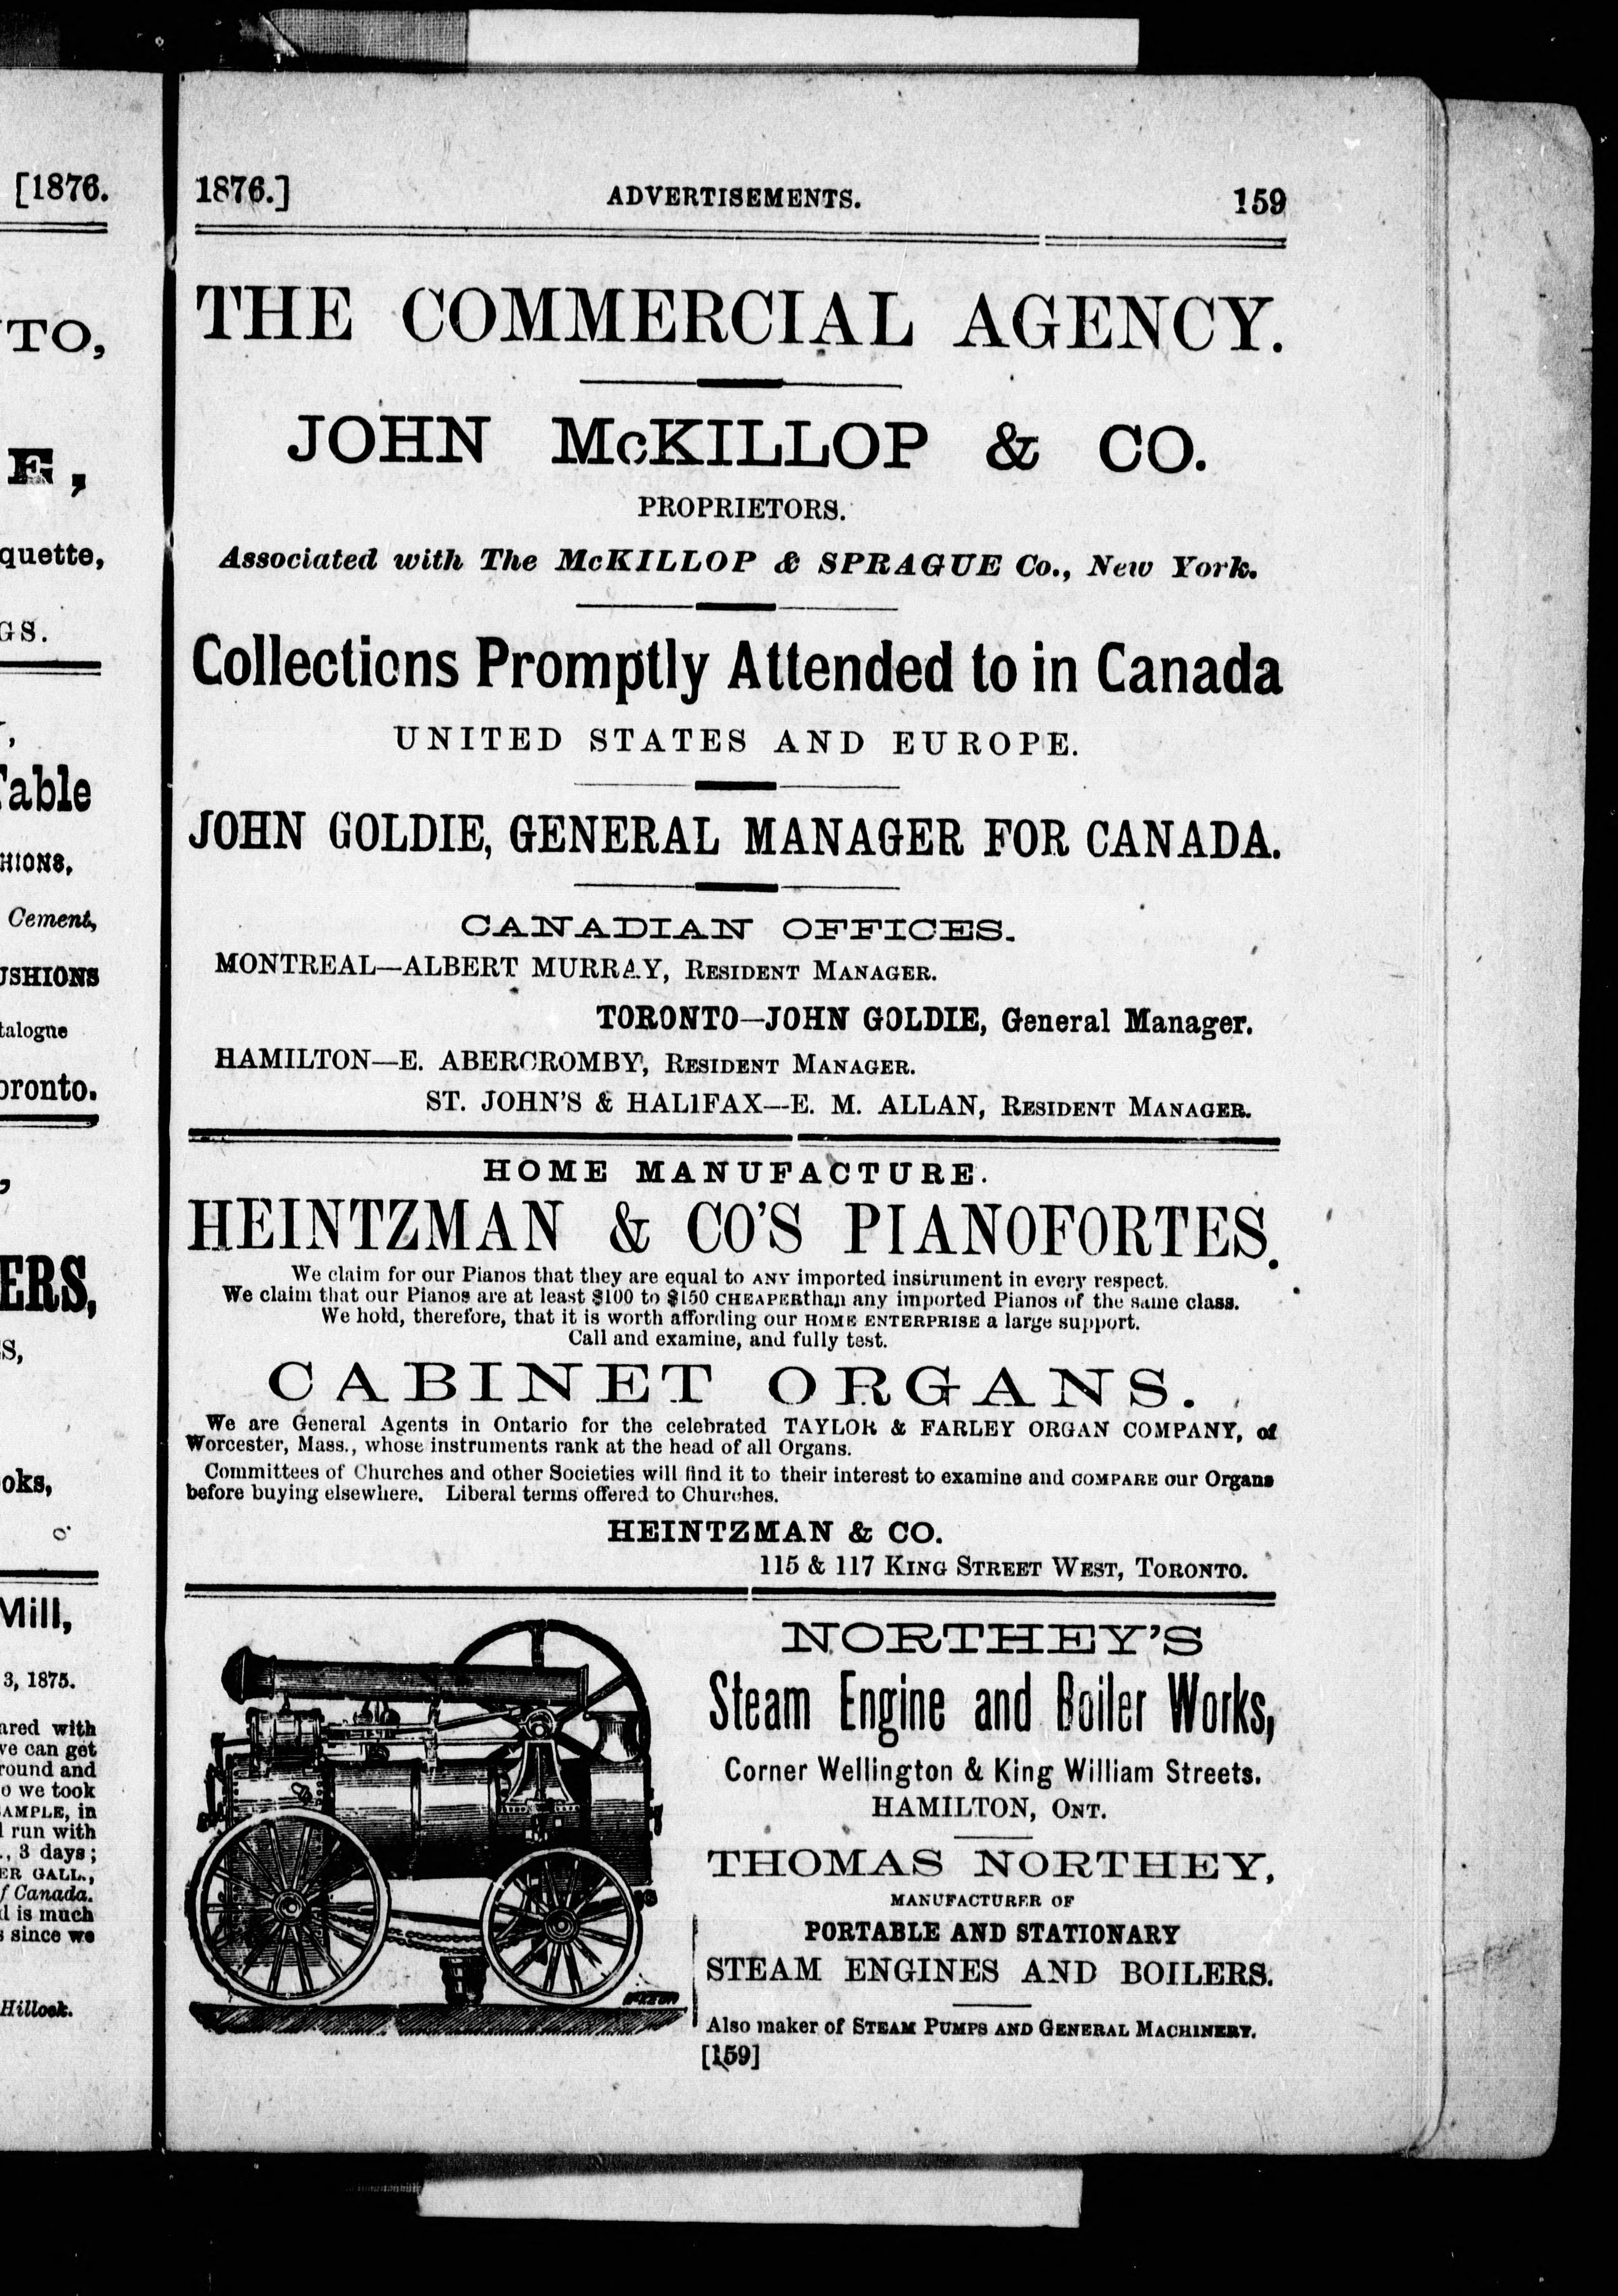 [1876.
TO,
E,
quette,
GS.
Table
HIONS,
Cement,
USHIONS
talogue
oronto.
ERS,
S,
oks,
Mill,
3, 1875.
ared with
ve can get
round and
o we took
AMPLE, in
l run with
., 3 days;
ER GALL,
f Canada.
l is much
s since we
Hillock.
1876.] ADVERTISEMENTS. 159
THE COMMERCIAL AGENCY.
JOHN McKILLOP & CO.
PROPRIETORS.
Associated with The McKILLOP & SPRAGUE Co., New York.
Collections Promptly Attended to in Canada
UNITED STATES AND EUROPE.
JOHN GOLDIE, GENERAL MANAGER FOR CANADA.
CANADIAN OFFICES.
MONTREAL—ALBERT MURRAY, RESIDENT MANAGER.
TORONTO—JOHN GOLDIE, General Manager.
HAMILTON—E. ABERCROMBY, RESIDENT MANAGER.
ST. JOHN'S & HALIFAX—E. M. ALLAN, RESIDENT MANAGER.
HOME MANUFACTURE.
HEINTZMAN & CO'S PIANOFORTES.
We claim for our Pianos that they are equal to ANY imported instrument in every respect.
We claim that our Pianos are at least $100 to $150 CHEAPER than any imported Pianos of the same class.
We hold, therefore, that it is worth affording our HOME ENTERPRISE a large support.
Call and examine, and fully test.
CABINET ORGANS.
We are General Agents in Ontario for the celebrated TAYLOR & FARLEY ORGAN COMPANY, of
Worcester, Mass., whose instruments rank at the head of all Organs.
Committees of Churches and other Societies will find it to their interest to examine and COMPARE our Organs
before buying elsewhere. Liberal terms offered to Churches.
HEINTZMAN & CO.
115 & 117 KING STREET WEST, TORONTO.
NORTHEY'S
Steam Engine and Boiler Works,
Corner Wellington & King William Streets.
HAMILTON, ONT.
THOMAS NORTHEY,
MANUFACTURER OF
PORTABLE AND STATIONARY
STEAM ENGINES AND BOILERS.
Also maker of STEAM PUMPS AND GENERAL MACHINERY.
[159]